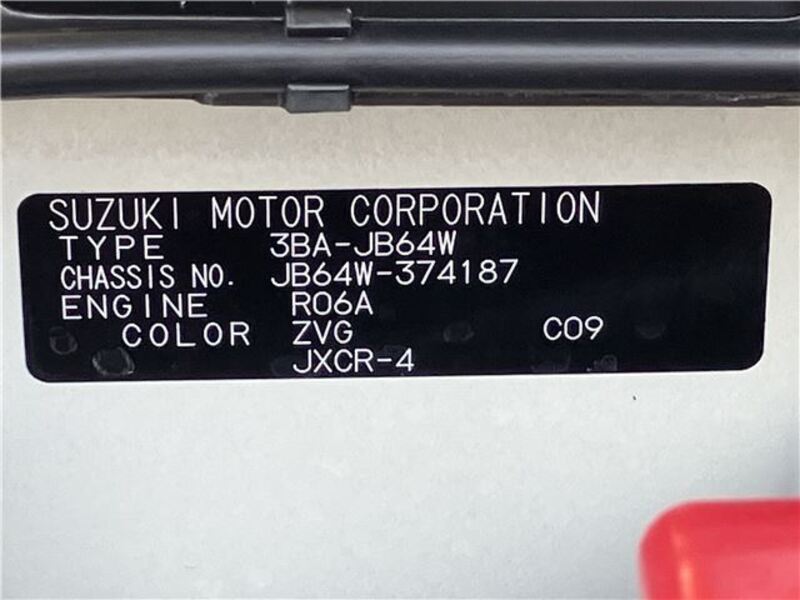 SUZUKI MOTOR CORPORATION
TYPE 3BA-JB64W
CHASSIS NO. JB64W-374187
ENGINE R06A
COLOR ZVG C09
JXCR-4